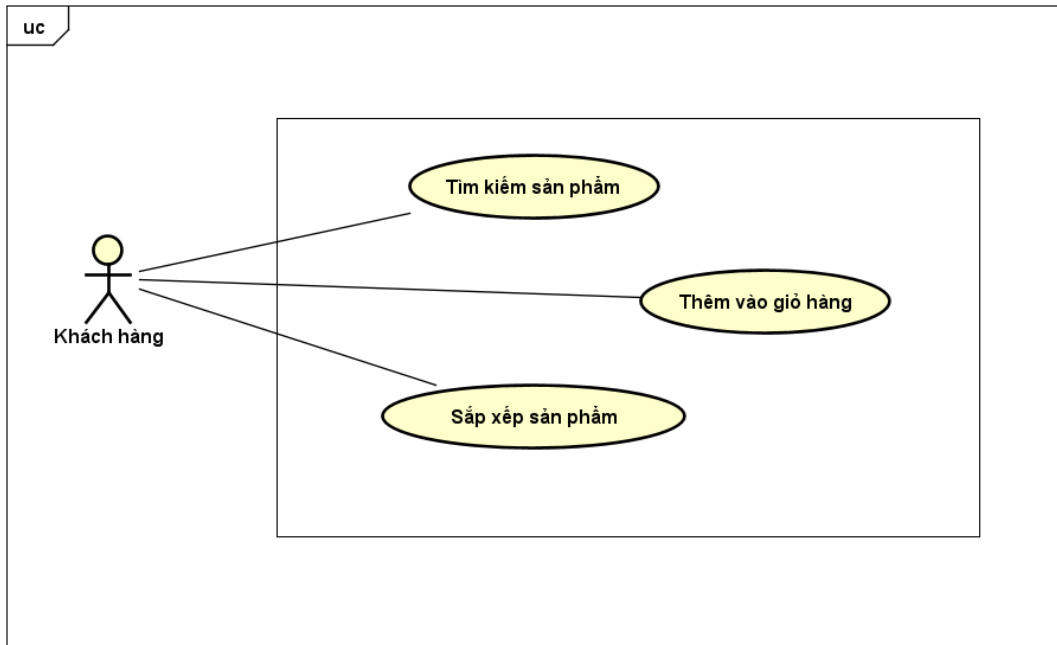 uc
Tìm kiếm sản phẩm
Thêm vào giỏ hàng
Khách hàng
Sắp xếp sản phẩm